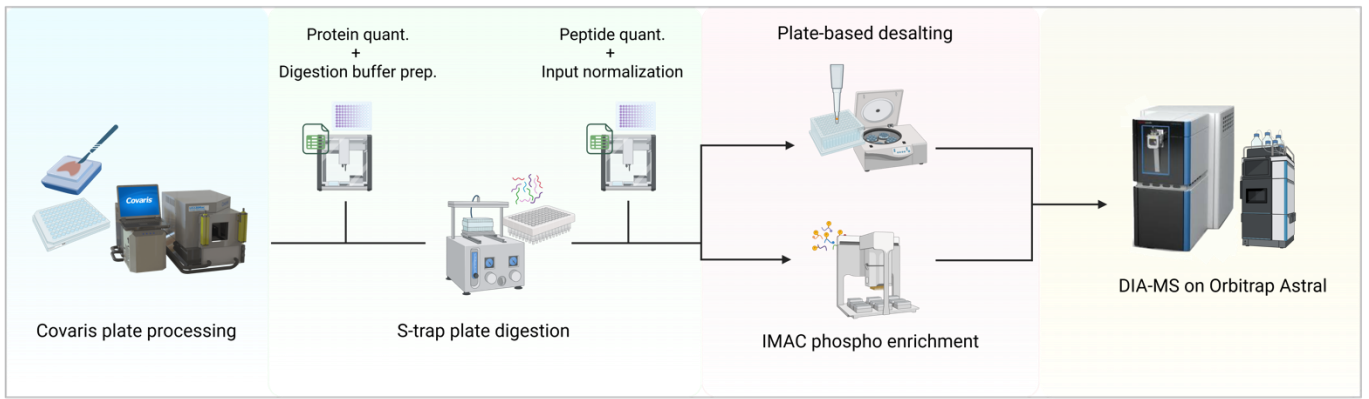 Covaris
Covaris plate processing
Protein quant.
+
Digestion buffer prep.
S-trap plate digestion
Peptide quant.
+
Input normalization
Plate-based desalting
IMAC phospho enrichment
DIA-MS on Orbitrap Astral